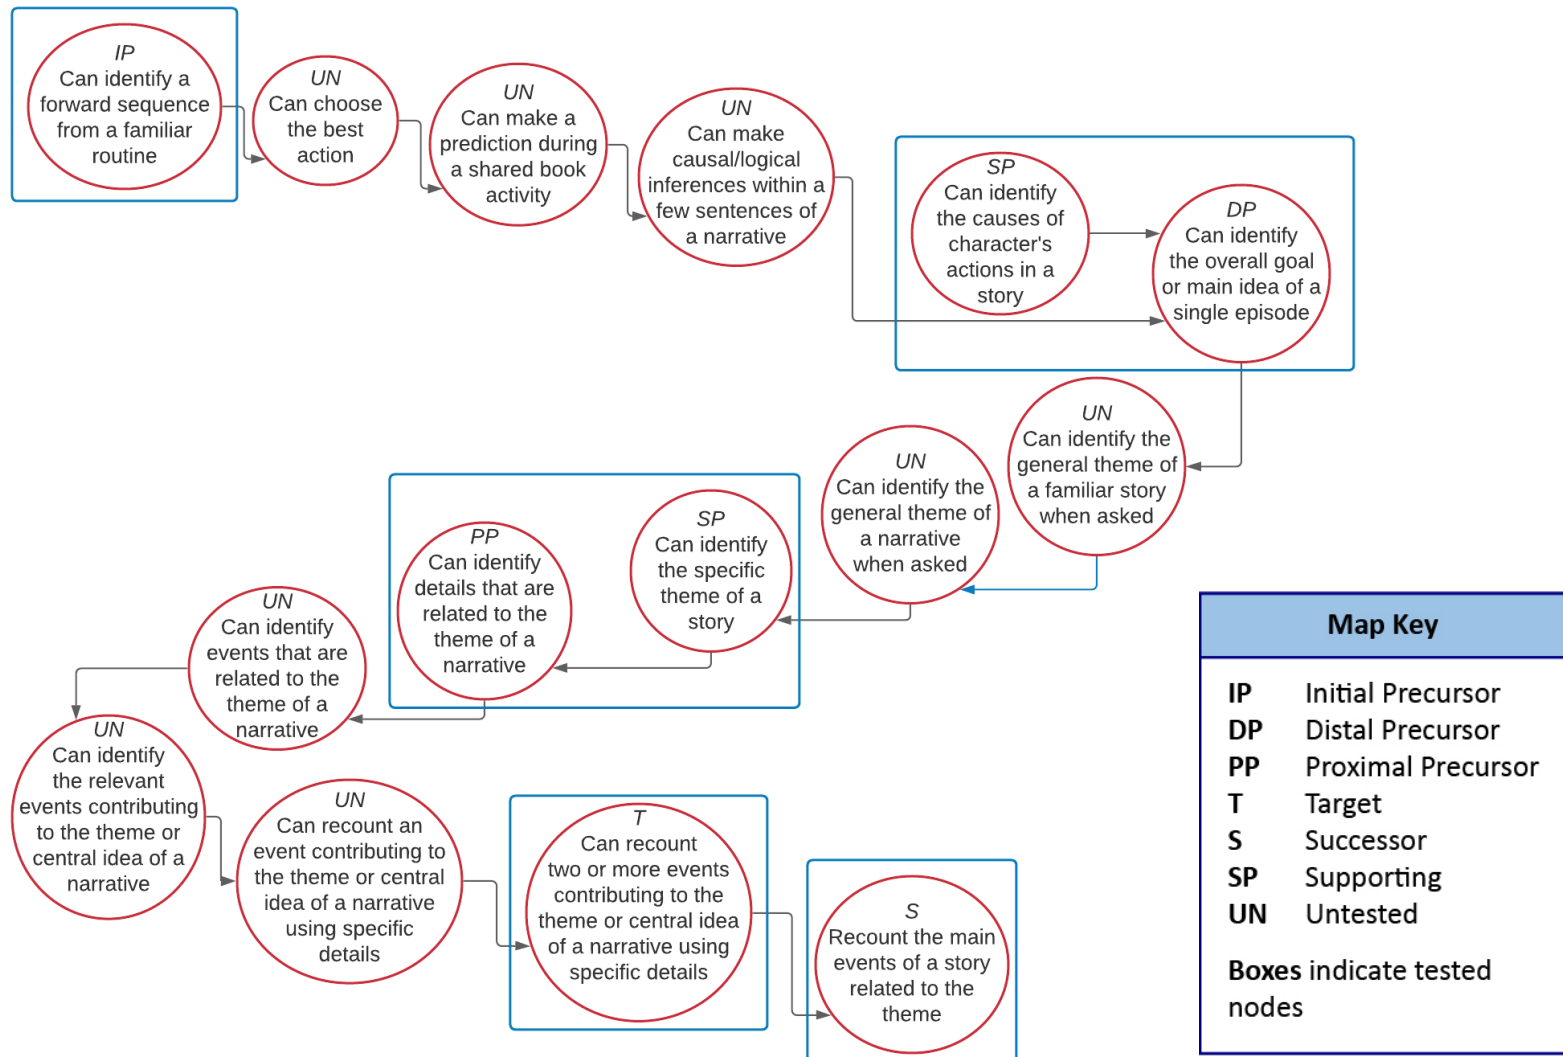 IP
Can identify a
forward sequence
from a familiar
routine
UN
Can choose
the best
action
UN
Can make a
prediction during
a shared book
activity
UN
Can make
causal/logical
inferences within a
few sentences of
a narrative
SP
Can identify
the causes of
character's
actions in a
story
DP
Can identify
the overall goal
or main idea of a
single episode
UN
Can identify the
general theme of
a familiar story
when asked
UN
Can identify the
general theme of
a narrative
when asked
SP
Can identify
the specific
theme of a
story
PP
Can identify
details that are
related to the
theme of a
narrative
UN
Can identify
events that are
related to the
theme of a
narrative
UN
Can identify
the relevant
events contributing
to the theme or
central idea of a
narrative
UN
Can recount an
event contributing to
the theme or central
idea of a narrative
using specific
details
T
Can recount
two or more events
contributing to the
theme or central idea
of a narrative using
specific details
S
Recount the main
events of a story
related to the
theme
Map Key
IP Initial Precursor
DP Distal Precursor
PP Proximal Precursor
T Target
S Successor
SP Supporting
UN Untested
Boxes indicate tested
nodes